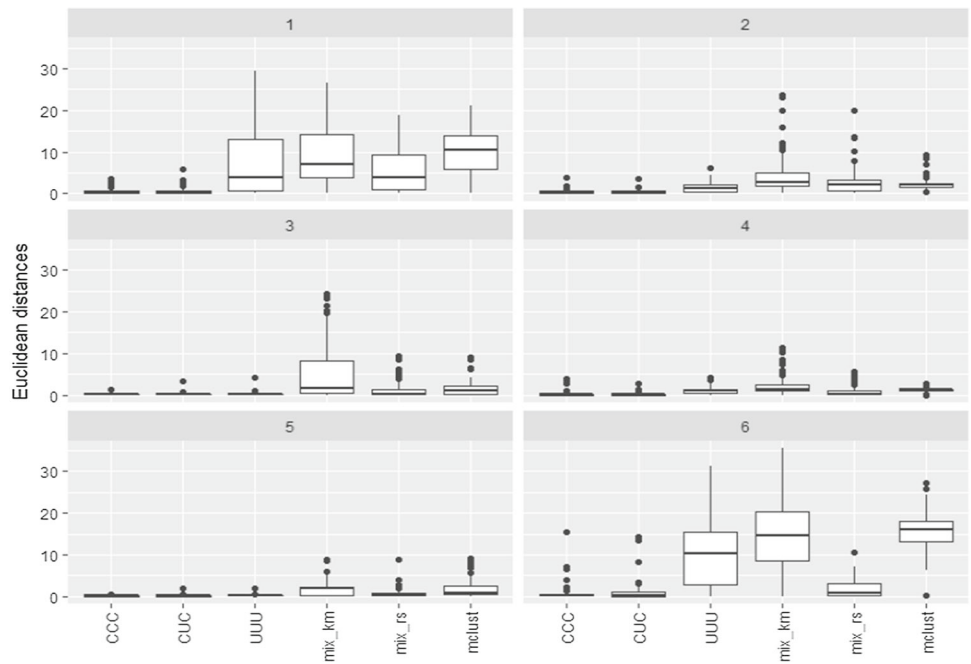 1
2
30
20
10
0
3
4
30
20
10
0
5
6
30
20
10
0
Euclidean distances
CCC
CUC
UUU
mix_km
mix_rs
mclust
CCC
CUC
UUU
mix_km
mix_rs
mclust